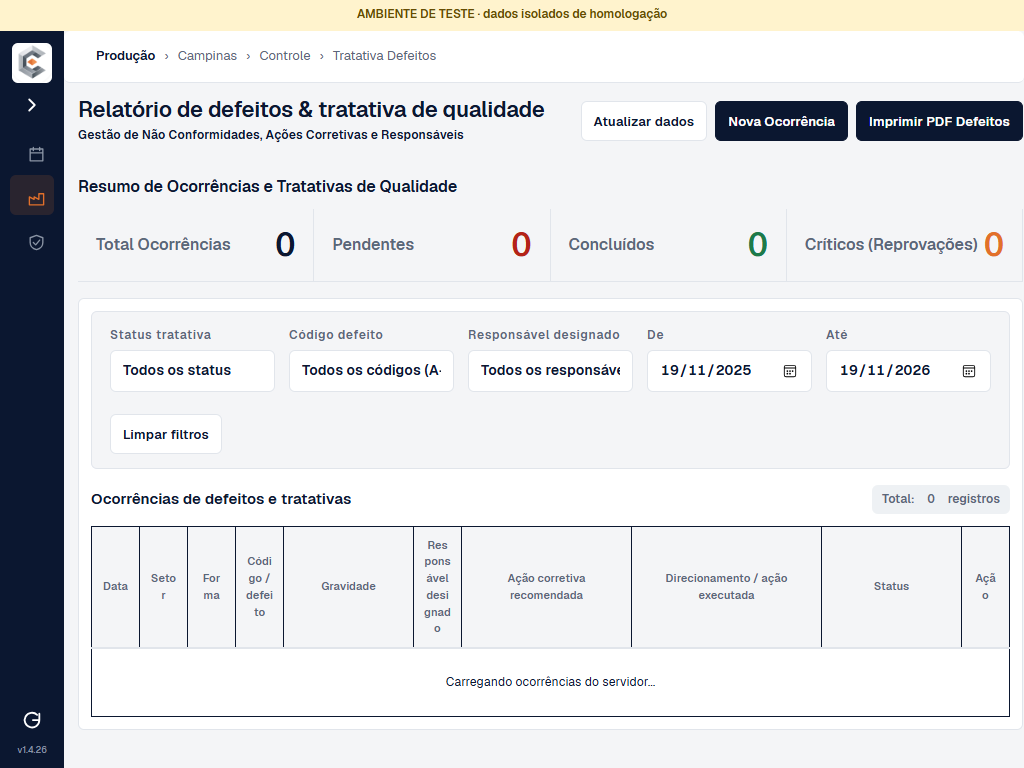 AMBIENTE DE TESTE · dados isolados de homologação
Produção › Campinas › Controle › Tratativa Defeitos
Relatório de defeitos & tratativa de qualidade
Gestão de Não Conformidades, Ações Corretivas e Responsáveis
Atualizar dados
Nova Ocorrência
Imprimir PDF Defeitos
Resumo de Ocorrências e Tratativas de Qualidade
Total Ocorrências 0
Pendentes 0
Concluídos 0
Críticos (Reprovações) 0
Status tratativa
Código defeito
Responsável designado
De
Até
Todos os status
Todos os códigos (A-
Todos os responsáve
19/11/2025
19/11/2026
Limpar filtros
Ocorrências de defeitos e tratativas
Total: 0 registros
Data
Seto
r
For
ma
Códi
go /
defei
to
Gravidade
Res
pons
ável
desi
gnad
o
Ação corretiva
recomendada
Direcionamento / ação
executada
Status
Açã
o
Carregando ocorrências do servidor...
v1.4.26